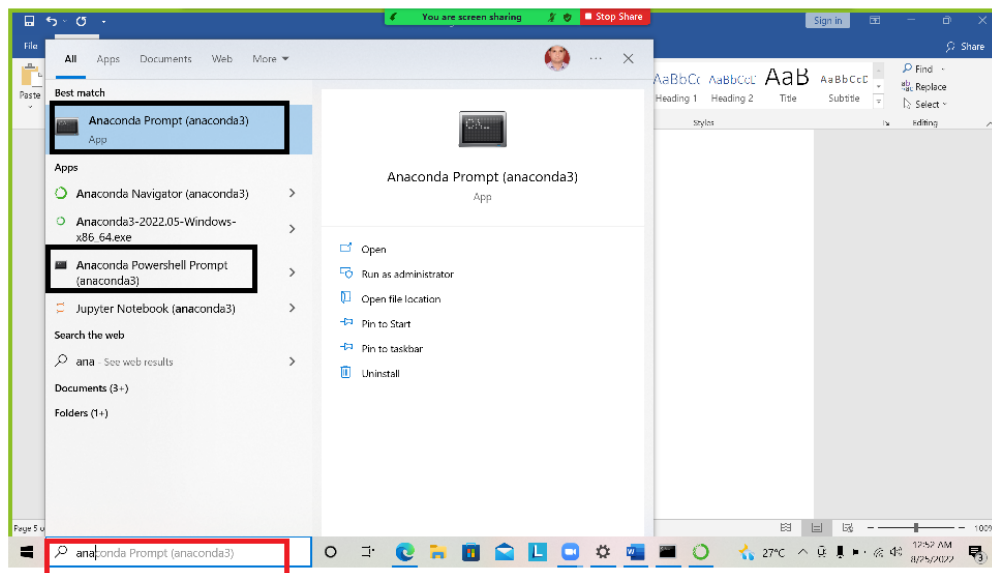 You are screen sharing
Stop Share
Sign in
File
Share
All Apps Documents Web More
Paste
Best match
Anaconda Prompt (anaconda3)
App
Apps
Anaconda Navigator (anaconda3)
Anaconda3-2022.05-Windows-
x86_64.exe
Anaconda Powershell Prompt
(anaconda3)
Jupyter Notebook (anaconda3)
Search the web
ana - See web results
Documents (3+)
Folders (1+)
Anaconda Prompt (anaconda3)
App
Open
Run as administrator
Open file location
Pin to Start
Pin to taskbar
Uninstall
AaBbCc AaBbCcC AaB AaBbCcD
Heading 1 Heading 2 Title Subtitle
Styles
Find
Replace
Select
Editing
Page 5 o
100%
anaconda Prompt (anaconda3)
27°C
12:52 AM
8/25/2022